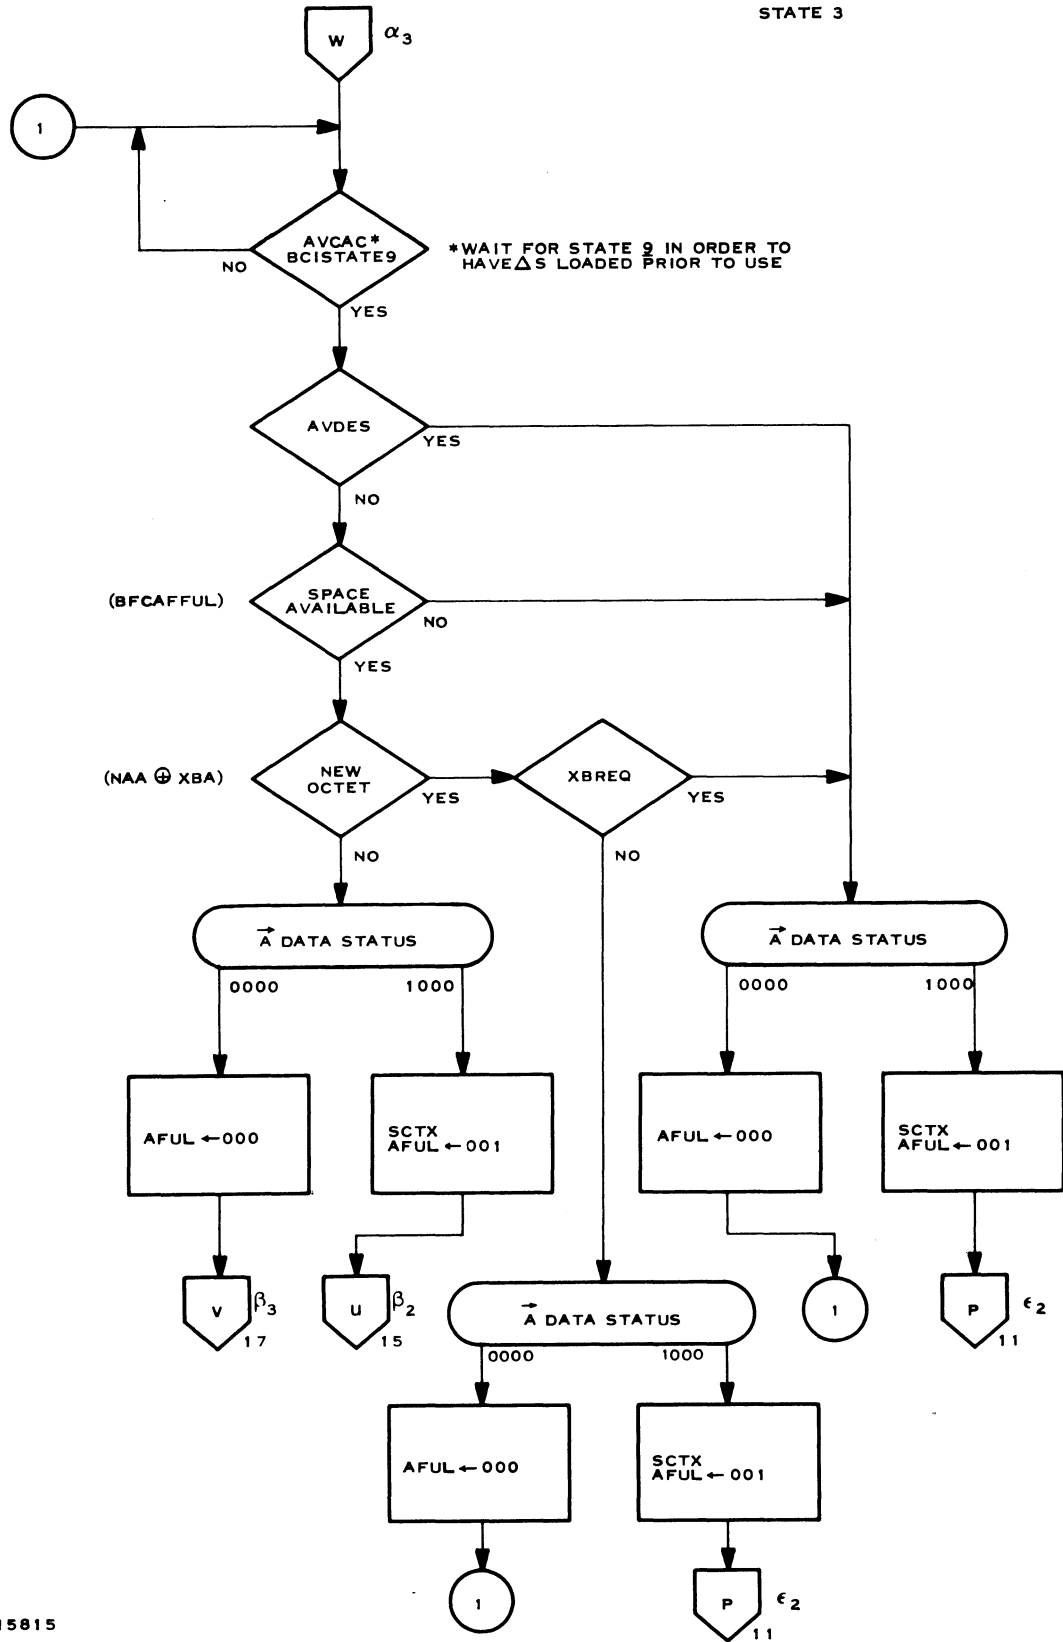 STATE 3
W α3
1
AVCAC*
BCISTATE9
NO
YES
*WAIT FOR STATE 9 IN ORDER TO
HAVE Δ S LOADED PRIOR TO USE
AVDES
YES
NO
(BFCAFFUL)
SPACE
AVAILABLE
NO
YES
(NAA ⊕ XBA)
NEW
OCTET
YES
NO
XBREQ
YES
NO
A⃗ DATA STATUS
0000 1000
A⃗ DATA STATUS
0000 1000
AFUL ← 000
SCTX
AFUL ← 001
AFUL ← 000
SCTX
AFUL ← 001
V β3
17
U β2
15
1
P ϵ2
11
A⃗ DATA STATUS
0000 1000
AFUL ← 000
SCTX
AFUL ← 001
1
P ϵ2
11